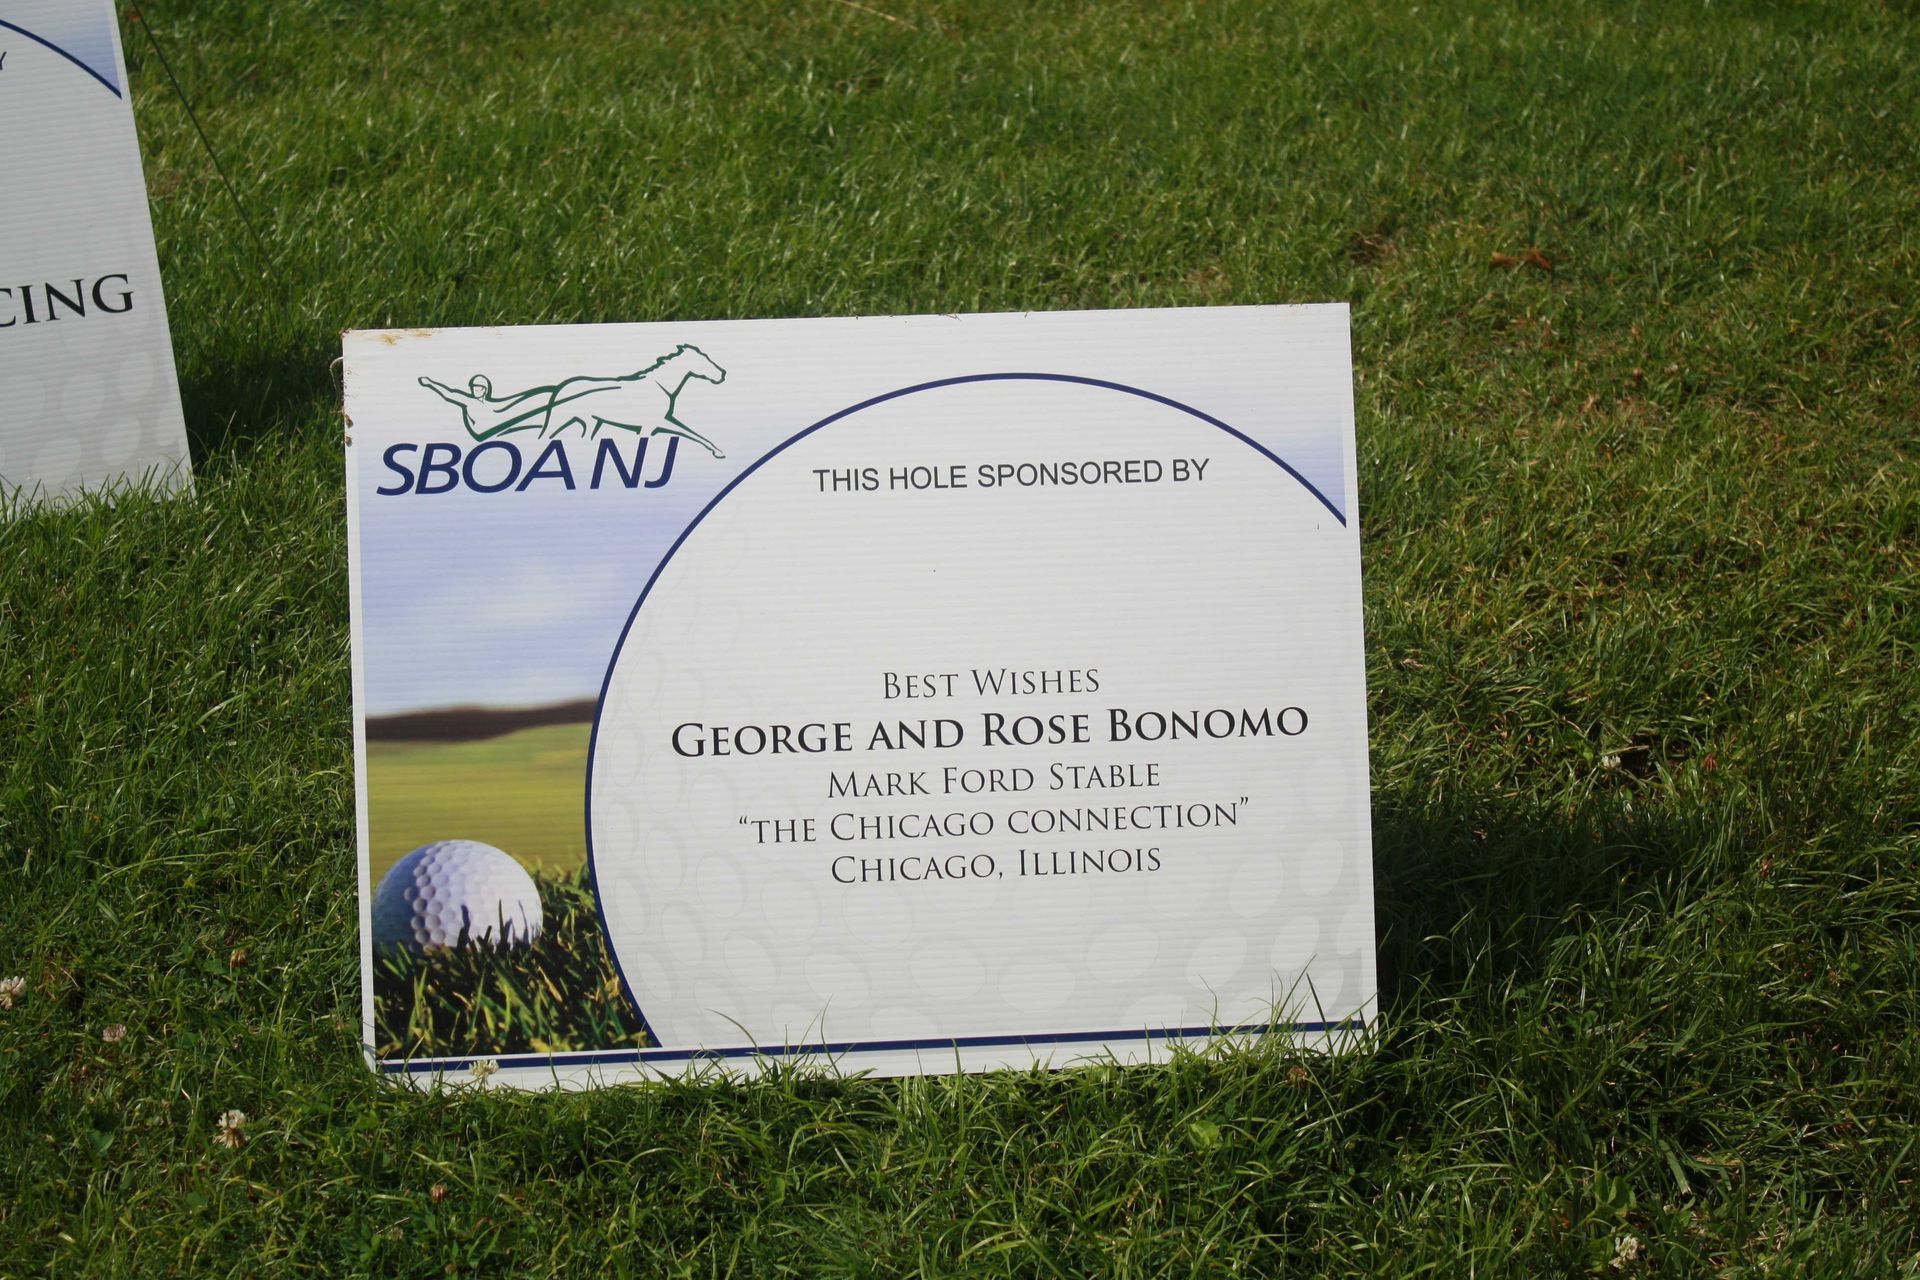 CING
SBOA NJ
THIS HOLE SPONSORED BY
BEST WISHES
GEORGE AND ROSE BONOMO
MARK FORD STABLE
“THE CHICAGO CONNECTION”
CHICAGO, ILLINOIS